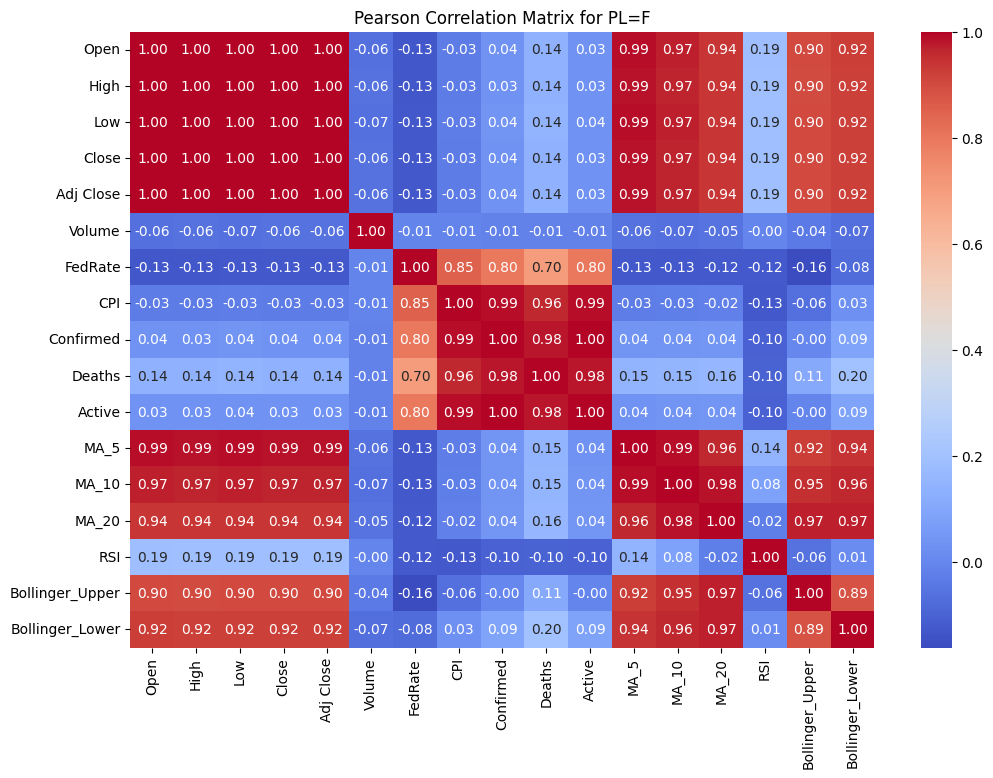 Pearson Correlation Matrix for PL=F
Open 1.00 1.00 1.00 1.00 1.00 -0.06 -0.13 -0.03 0.04 0.14 0.03 0.99 0.97 0.94 0.19 0.90 0.92
High 1.00 1.00 1.00 1.00 1.00 -0.06 -0.13 -0.03 0.03 0.14 0.03 0.99 0.97 0.94 0.19 0.90 0.92
Low 1.00 1.00 1.00 1.00 1.00 -0.07 -0.13 -0.03 0.04 0.14 0.04 0.99 0.97 0.94 0.19 0.90 0.92
Close 1.00 1.00 1.00 1.00 1.00 -0.06 -0.13 -0.03 0.04 0.14 0.03 0.99 0.97 0.94 0.19 0.90 0.92
Adj Close 1.00 1.00 1.00 1.00 1.00 -0.06 -0.13 -0.03 0.04 0.14 0.03 0.99 0.97 0.94 0.19 0.90 0.92
Volume -0.06 -0.06 -0.07 -0.06 -0.06 1.00 -0.01 -0.01 -0.01 -0.01 -0.01 -0.06 -0.07 -0.05 -0.00 -0.04 -0.07
FedRate -0.13 -0.13 -0.13 -0.13 -0.13 -0.01 1.00 0.85 0.80 0.70 0.80 -0.13 -0.13 -0.12 -0.12 -0.16 -0.08
CPI -0.03 -0.03 -0.03 -0.03 -0.03 -0.01 0.85 1.00 0.99 0.96 0.99 -0.03 -0.03 -0.02 -0.13 -0.06 0.03
Confirmed 0.04 0.03 0.04 0.04 0.04 -0.01 0.80 0.99 1.00 0.98 1.00 0.04 0.04 0.04 -0.10 -0.00 0.09
Deaths 0.14 0.14 0.14 0.14 0.14 -0.01 0.70 0.96 0.98 1.00 0.98 0.15 0.15 0.16 -0.10 0.11 0.20
Active 0.03 0.03 0.04 0.03 0.03 -0.01 0.80 0.99 1.00 0.98 1.00 0.04 0.04 0.04 -0.10 -0.00 0.09
MA_5 0.99 0.99 0.99 0.99 0.99 -0.06 -0.13 -0.03 0.04 0.15 0.04 1.00 0.99 0.96 0.14 0.92 0.94
MA_10 0.97 0.97 0.97 0.97 0.97 -0.07 -0.13 -0.03 0.04 0.15 0.04 0.99 1.00 0.98 0.08 0.95 0.96
MA_20 0.94 0.94 0.94 0.94 0.94 -0.05 -0.12 -0.02 0.04 0.16 0.04 0.96 0.98 1.00 -0.02 0.97 0.97
RSI 0.19 0.19 0.19 0.19 0.19 -0.00 -0.12 -0.13 -0.10 -0.10 -0.10 0.14 0.08 -0.02 1.00 -0.06 0.01
Bollinger_Upper 0.90 0.90 0.90 0.90 0.90 -0.04 -0.16 -0.06 -0.00 0.11 -0.00 0.92 0.95 0.97 -0.06 1.00 0.89
Bollinger_Lower 0.92 0.92 0.92 0.92 0.92 -0.07 -0.08 0.03 0.09 0.20 0.09 0.94 0.96 0.97 0.01 0.89 1.00
Open High Low Close Adj Close Volume FedRate CPI Confirmed Deaths Active MA_5 MA_10 MA_20 RSI Bollinger_Upper Bollinger_Lower
1.0
0.8
0.6
0.4
0.2
0.0